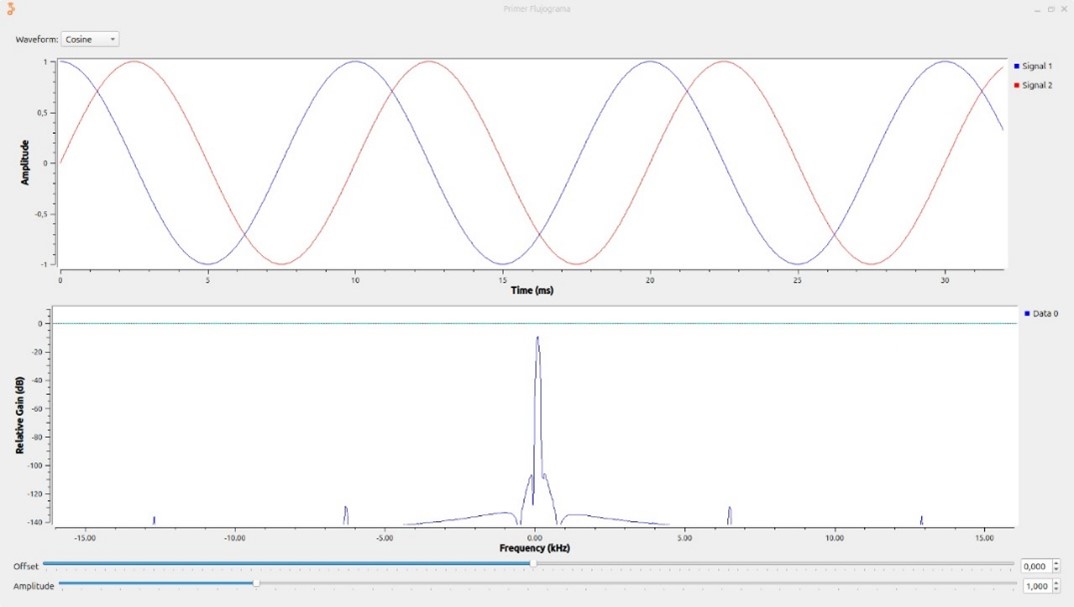 Primer Flujograma
Waveform: Cosine
1
0,5
0
-0,5
-1
Amplitude
Signal 1
Signal 2
0 5 10 15 20 25 30
Time (ms)
0
-20
-40
-60
-80
-100
-120
-140
Relative Gain (dB)
Data 0
-15.00 -10.00 -5.00 0.00 5.00 10.00 15.00
Frequency (kHz)
Offset 0,000
Amplitude 1,000